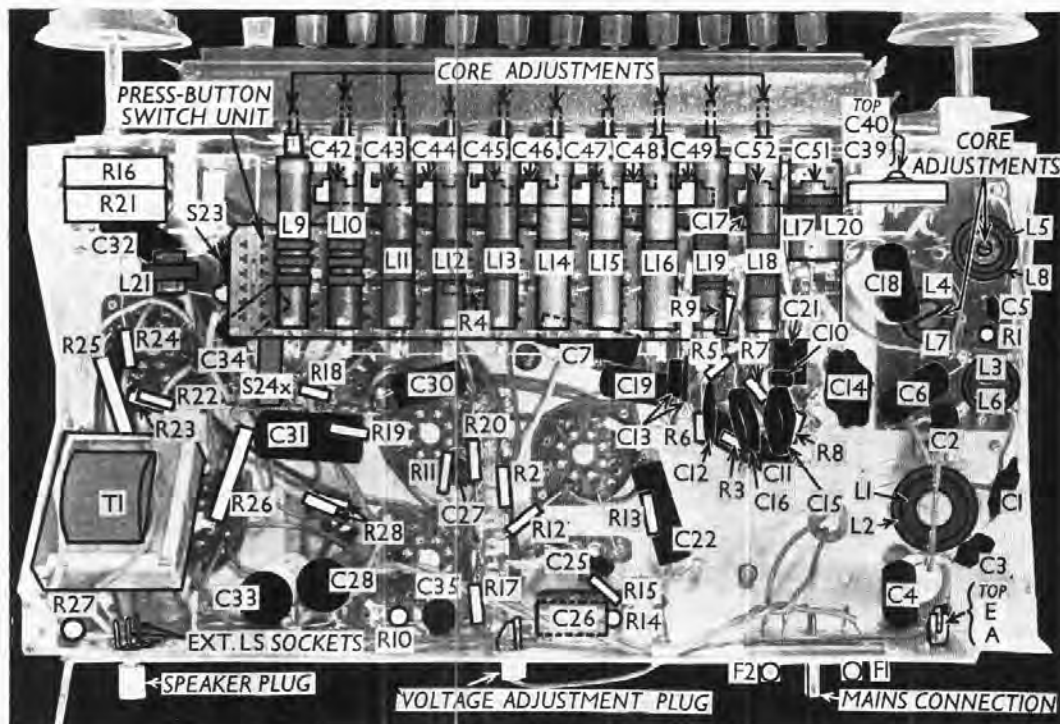 CORE ADJUSTMENTS
PRESS-BUTTON
SWITCH UNIT
TOP
C40
C39
CORE
ADJUSTMENTS
R16
R21
C42
C43
C44
C45
C46
C47
C48
C49
C52
C51
S23
C32
L21
L9
L10
L11
L12
L13
L14
L15
L16
L19
L18
C17
L17
L20
C18
L5
L8
L4
C5
R1
L7
R4
R9
C21
C10
R25
R24
C34
S24x
R18
C30
C7
C19
R5
R7
C14
C6
L3
L6
R22
R23
C31
R19
R20
C13
R6
C12
R3
C16
C11
C15
R8
C2
T1
R26
R28
R11
C27
R2
R12
R13
C22
L1
L2
C1
C3
R27
C33
C28
C35
R17
C25
R15
C26
R14
C4
TOP
E
A
EXT. LS SOCKETS
R10
SPEAKER PLUG
VOLTAGE ADJUSTMENT PLUG
F2
F1
MAINS CONNECTION